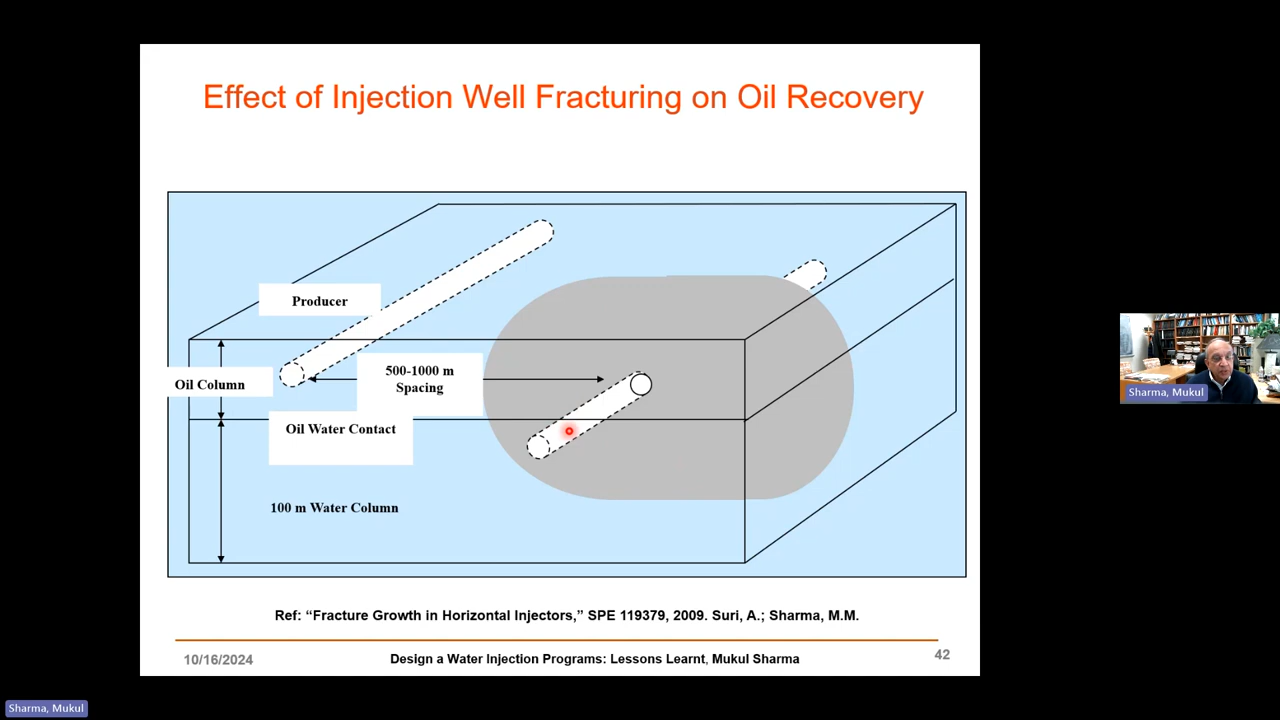 Effect of Injection Well Fracturing on Oil Recovery
Producer
Oil Column
500-1000 m
Spacing
Oil Water Contact
100 m Water Column
Ref: “Fracture Growth in Horizontal Injectors,” SPE 119379, 2009. Suri, A.; Sharma, M.M.
10/16/2024
Design a Water Injection Programs: Lessons Learnt, Mukul Sharma
42
Sharma, Mukul
Sharma, Mukul